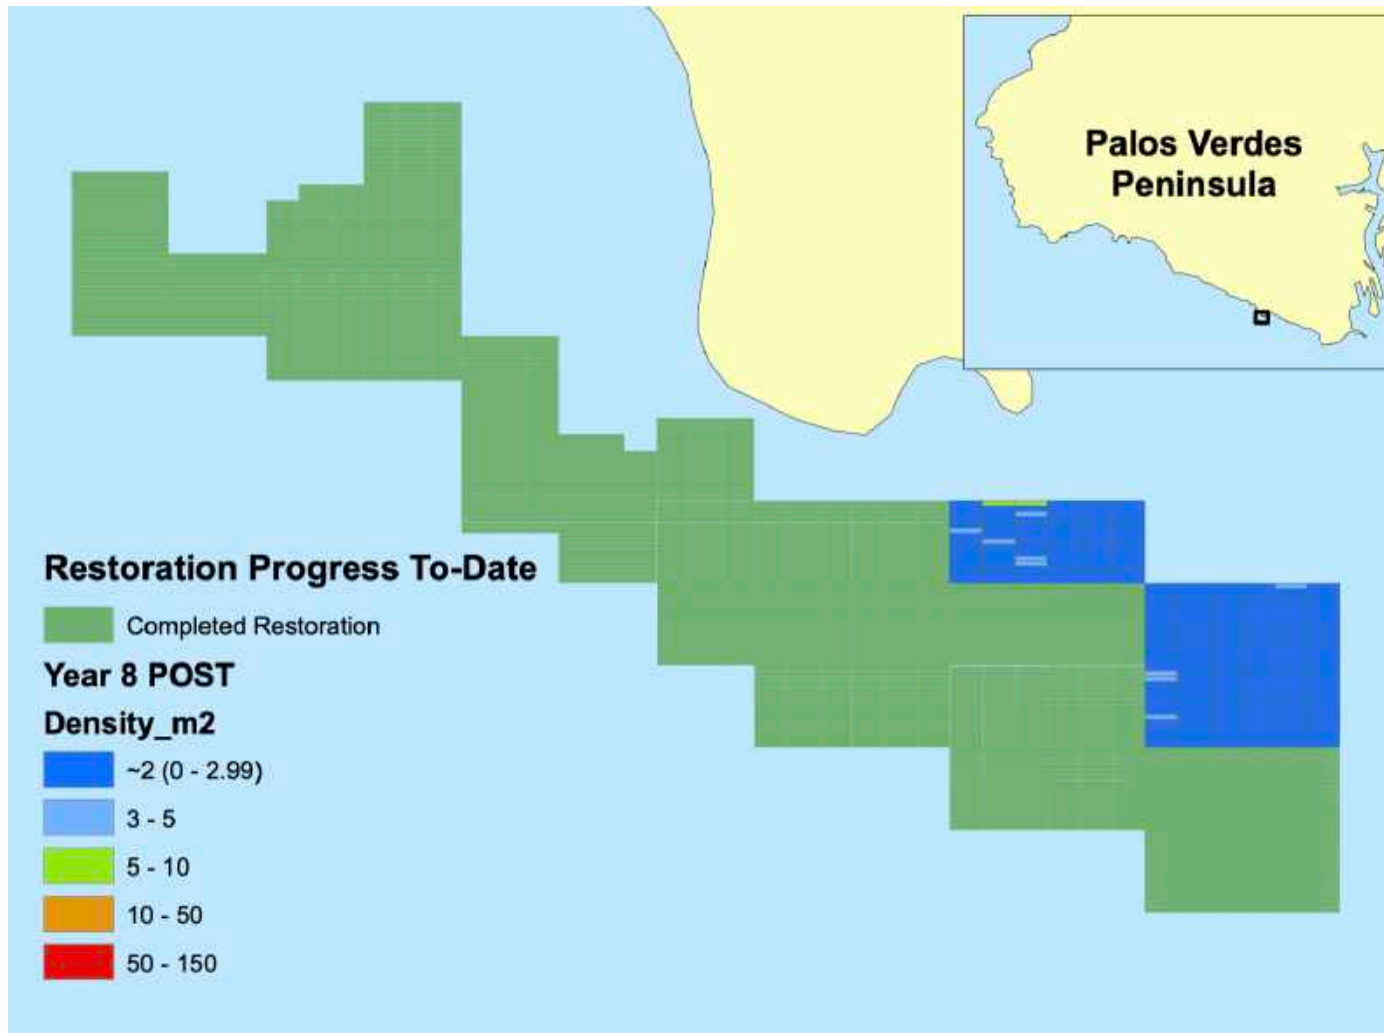 Palos Verdes
Peninsula
Restoration Progress To-Date
Completed Restoration
Year 8 POST
Density_m2
~2 (0 - 2.99)
3 - 5
5 - 10
10 - 50
50 - 150